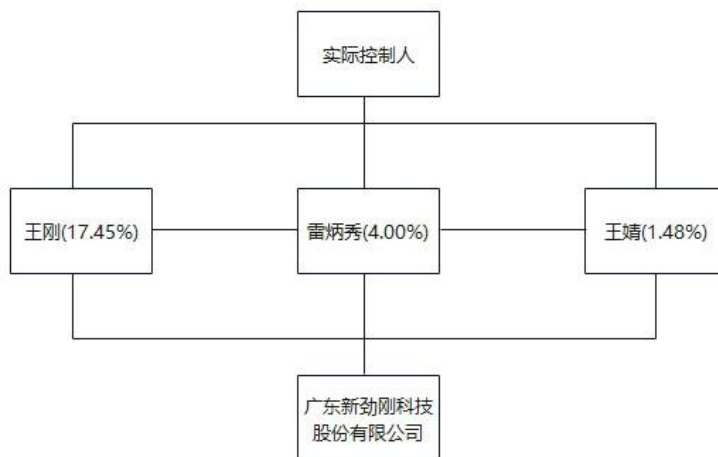 实际控制人
王刚(17.45%)
雷炳秀(4.00%)
王婧(1.48%)
广东新劲刚科技
股份有限公司